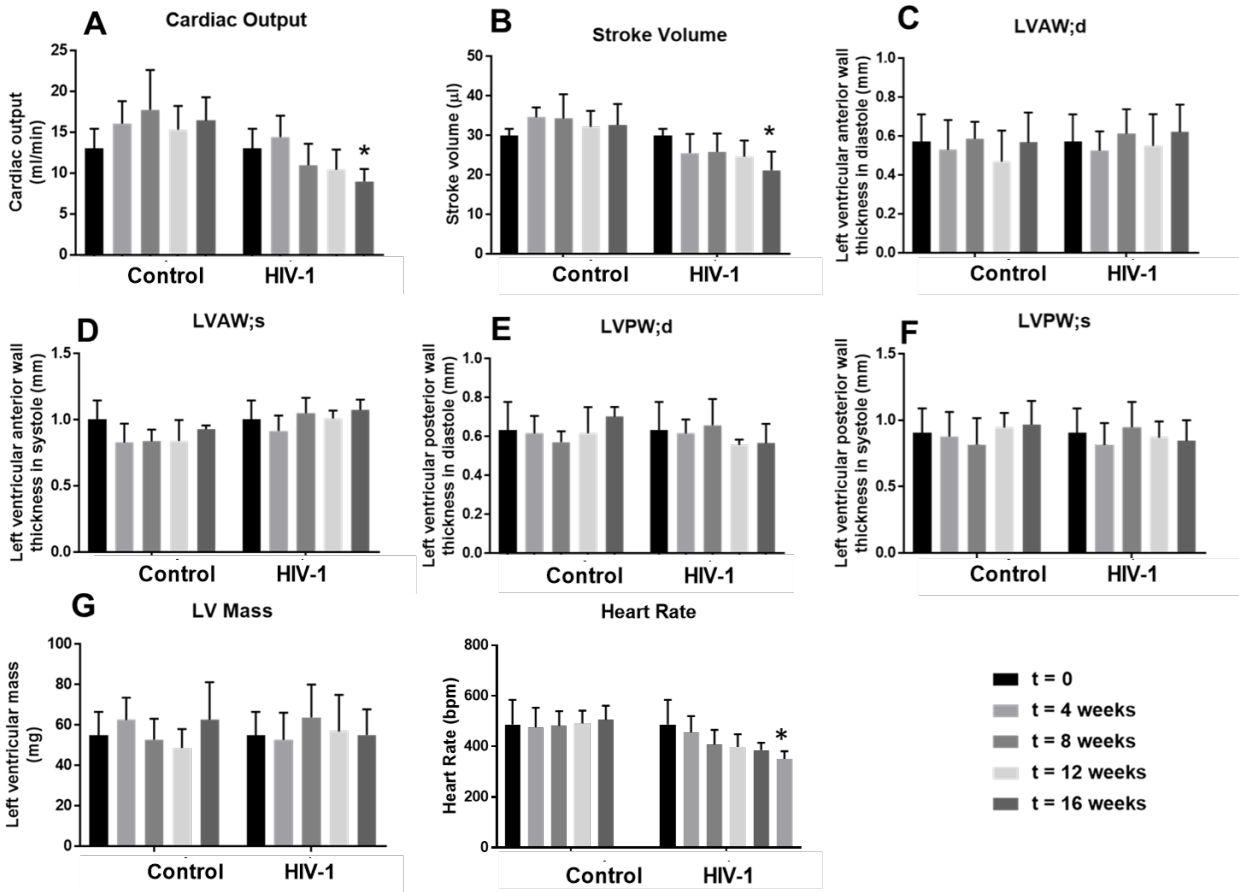 A
Cardiac Output
Cardiac output
(ml/min)
25
20
15
10
5
0
*
Control
HIV-1
B
Stroke Volume
Stroke volume (μl)
50
40
30
20
10
0
*
Control
HIV-1
C
LVAW;d
Left ventricular anterior wall
thickness in diastole (mm)
1.0
0.8
0.6
0.4
0.2
0.0
Control
HIV-1
D
LVAW;s
Left ventricular anterior wall
thickness in systole (mm)
1.5
1.0
0.5
0.0
Control
HIV-1
E
LVPW;d
Left ventricular posterior wall
thickness in diastole (mm)
1.0
0.8
0.6
0.4
0.2
0.0
Control
HIV-1
F
LVPW;s
Left ventricular posterior wall
thickness in systole (mm)
1.5
1.0
0.5
0.0
Control
HIV-1
G
LV Mass
Left ventricular mass
(mg)
100
80
60
40
20
0
Control
HIV-1
Heart Rate
Heart Rate (bpm)
800
600
400
200
0
*
Control
HIV-1
t = 0
t = 4 weeks
t = 8 weeks
t = 12 weeks
t = 16 weeks